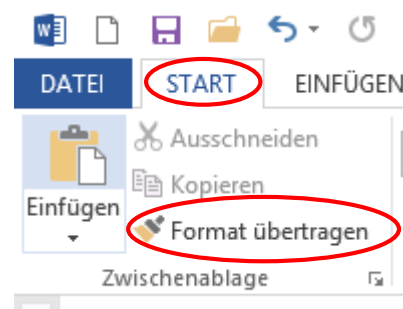 DATEI START EINFÜGEN
Ausschneiden
Kopieren
Einfügen
Format übertragen
Zwischenablage